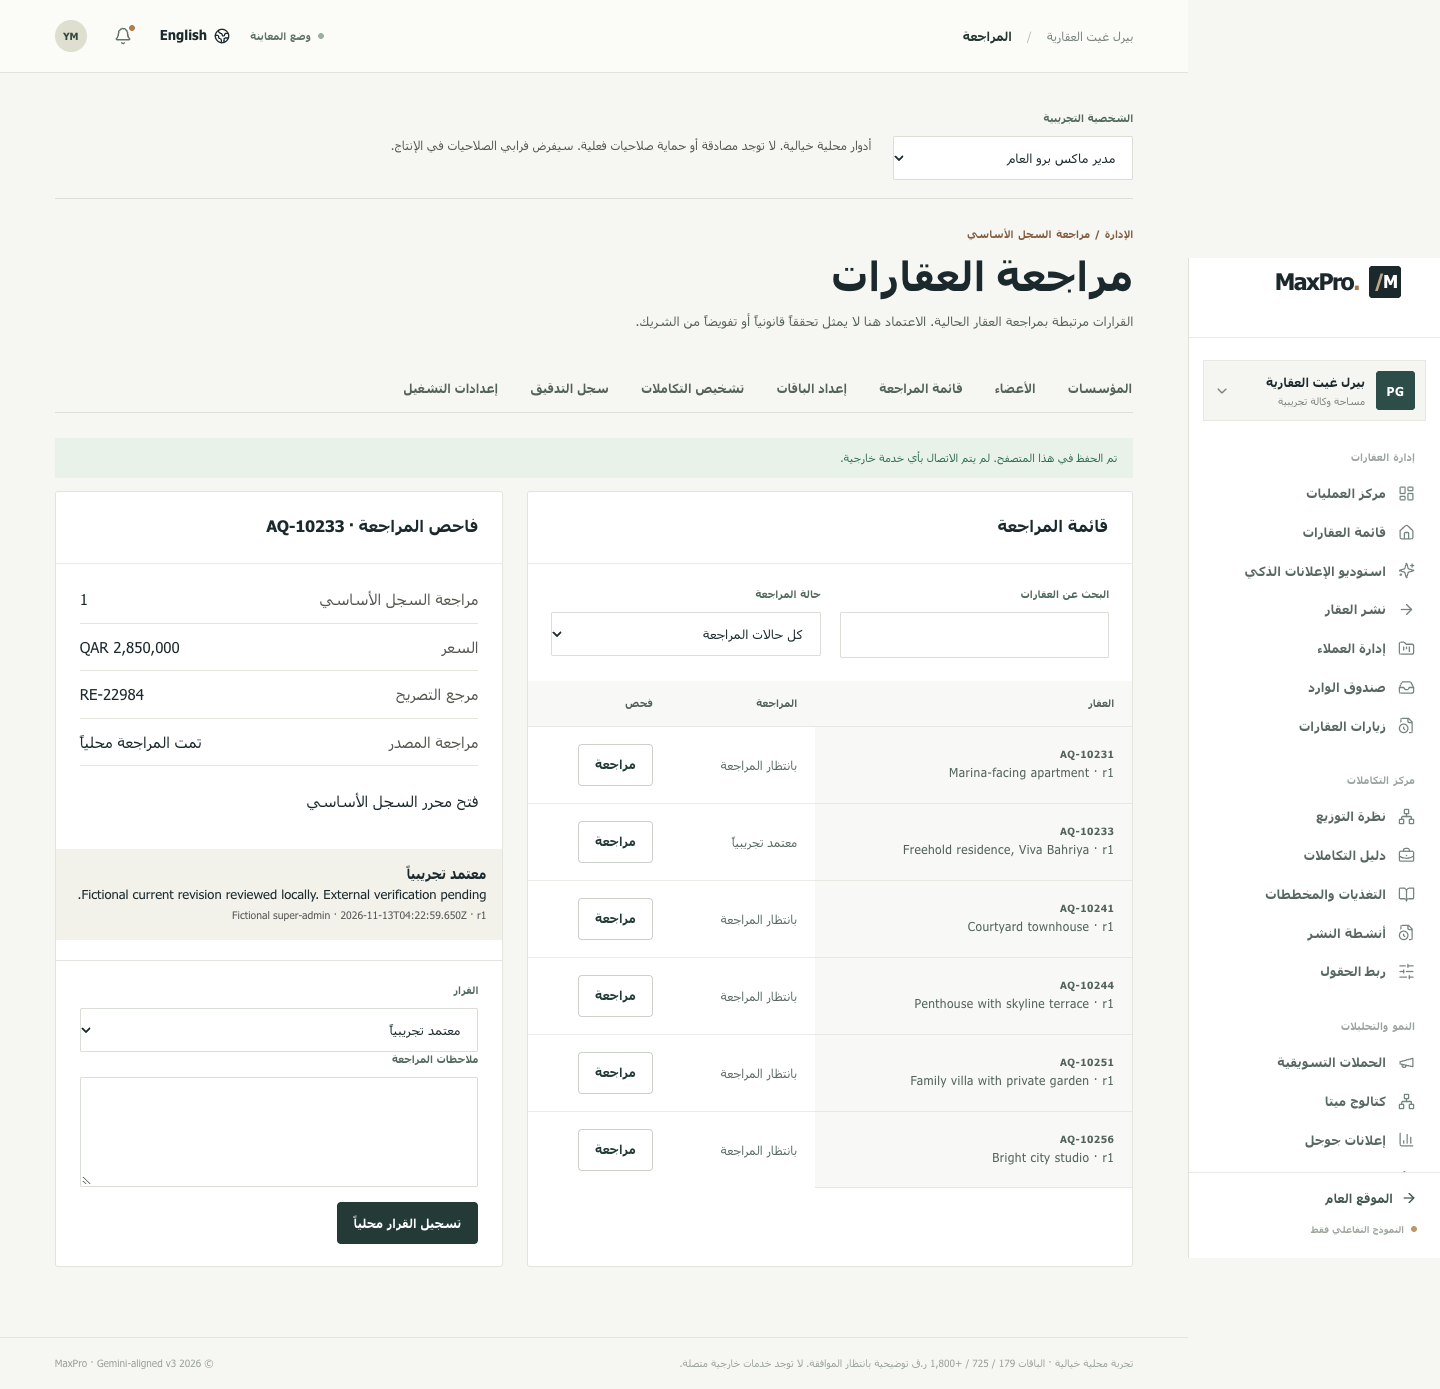 بيرل غيت العقارية / المراجعة
وضع المعاينة
English
YM
الشخصية التجريبية
مدير ماكس برو العام
أدوار محلية خيالية. لا توجد مصادقة أو حماية صلاحيات فعلية. سيفرض فرابي الصلاحيات في الإنتاج.
الإدارة / مراجعة السجل الأساسي
مراجعة العقارات
القرارات مرتبطة بمراجعة العقار الحالية. الاعتماد هنا لا يمثل تحققاً قانونياً أو تفويضاً من الشريك.
المؤسسات
الأعضاء
قائمة المراجعة
إعداد الباقات
تشخيص التكاملات
سجل التدقيق
إعدادات التشغيل
تم الحفظ في هذا المتصفح. لم يتم الاتصال بأي خدمة خارجية.
قائمة المراجعة
البحث عن العقارات
حالة المراجعة
كل حالات المراجعة
العقار
المراجعة
فحص
AQ-10231
Marina-facing apartment · r1
بانتظار المراجعة
مراجعة
AQ-10233
Freehold residence, Viva Bahriya · r1
معتمد تجريبياً
مراجعة
AQ-10241
Courtyard townhouse · r1
بانتظار المراجعة
مراجعة
AQ-10244
Penthouse with skyline terrace · r1
بانتظار المراجعة
مراجعة
AQ-10251
Family villa with private garden · r1
بانتظار المراجعة
مراجعة
AQ-10256
Bright city studio · r1
بانتظار المراجعة
مراجعة
فاحص المراجعة · AQ-10233
مراجعة السجل الأساسي
1
السعر
QAR 2,850,000
مرجع التصريح
RE-22984
مراجعة المصدر
تمت المراجعة محلياً
فتح محرر السجل الأساسي
معتمد تجريبياً
Fictional current revision reviewed locally. External verification pending.
Fictional super-admin · 2026-11-13T04:22:59.650Z · r1
القرار
معتمد تجريبياً
ملاحظات المراجعة
تسجيل القرار محلياً
M/
MaxPro.
PG
بيرل غيت العقارية
مساحة وكالة تجريبية
إدارة العقارات
مركز العمليات
قائمة العقارات
استوديو الإعلانات الذكي
نشر العقار
إدارة العملاء
صندوق الوارد
زيارات العقارات
مركز التكاملات
نظرة التوزيع
دليل التكاملات
التغذيات والمخططات
أنشطة النشر
ربط الحقول
النمو والتحليلات
الحملات التسويقية
كتالوج ميتا
إعلانات جوجل
الموقع العام
النموذج التفاعلي فقط
تجربة محلية خيالية · الباقات 179 / 725 / +1,800 ر.ق توضيحية بانتظار الموافقة. لا توجد خدمات خارجية متصلة.
MaxPro · Gemini-aligned v3 2026 ©